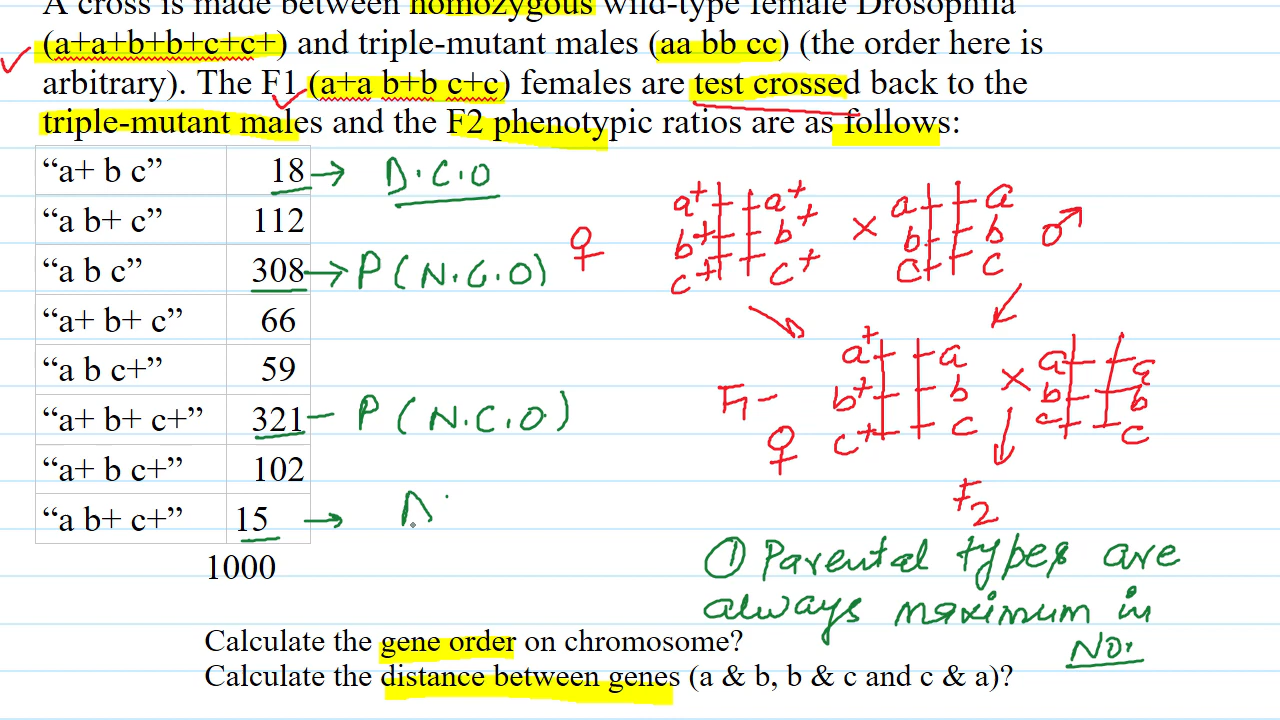 A cross is made between homozygous wild-type female Drosophila
(a+a+b+b+c+c+) and triple-mutant males (aa bb cc) (the order here is
arbitrary). The F1 (a+a b+b c+c) females are test crossed back to the
triple-mutant males and the F2 phenotypic ratios are as follows:
“a+ b c” 18 → D.C.O
“a b+ c” 112
“a b c” 308 → P (N.C.O)
“a+ b+ c” 66
“a b c+” 59
“a+ b+ c+” 321 – P (N.C.O)
“a+ b c+” 102
“a b+ c+” 15 → D
1000
♀ a+ a+ × a a ♂
b+ b+ b b
c+ c+ c c
a+ a × a a
F1 – b+ b b b
♀ c+ c c c
F2
① Parental types are
always maximum in
No.
Calculate the gene order on chromosome?
Calculate the distance between genes (a & b, b & c and c & a)?